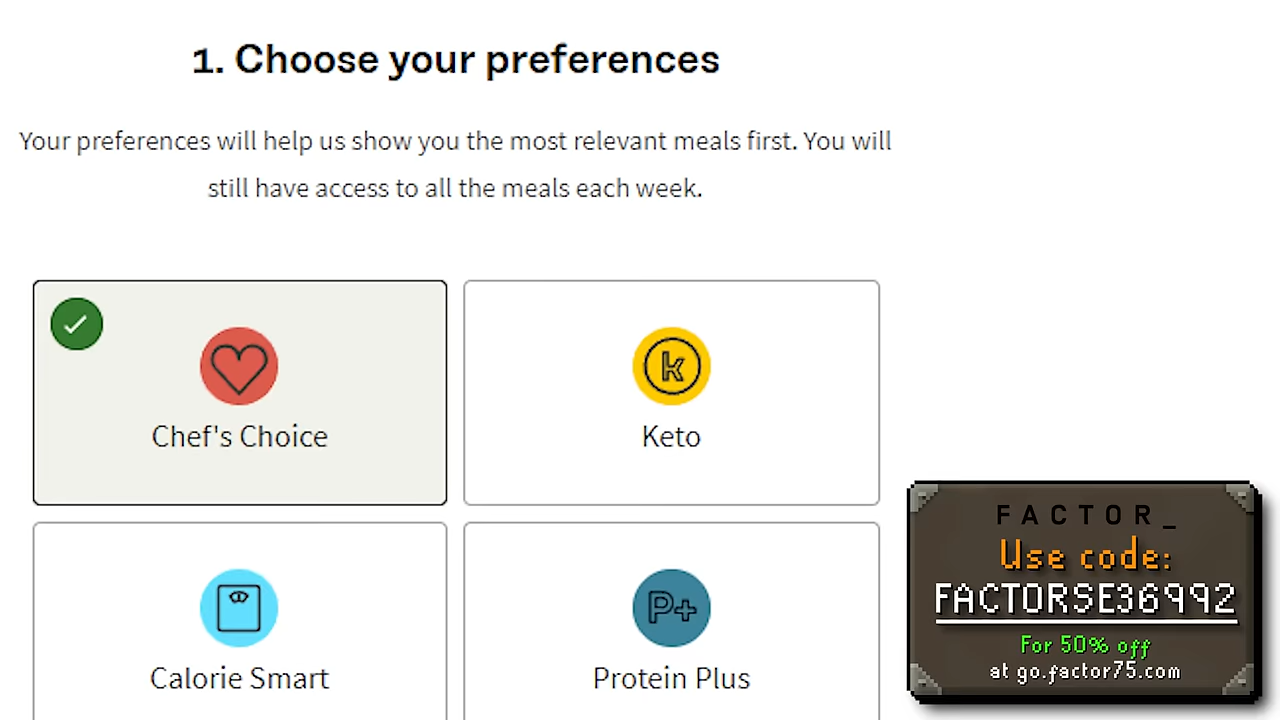 1. Choose your preferences
Your preferences will help us show you the most relevant meals first. You will
still have access to all the meals each week.
Chef's Choice
k
Keto
Calorie Smart
P+
Protein Plus
FACTOR_
Use code:
FACTORSE36992
For 50% off
at go.factor75.com